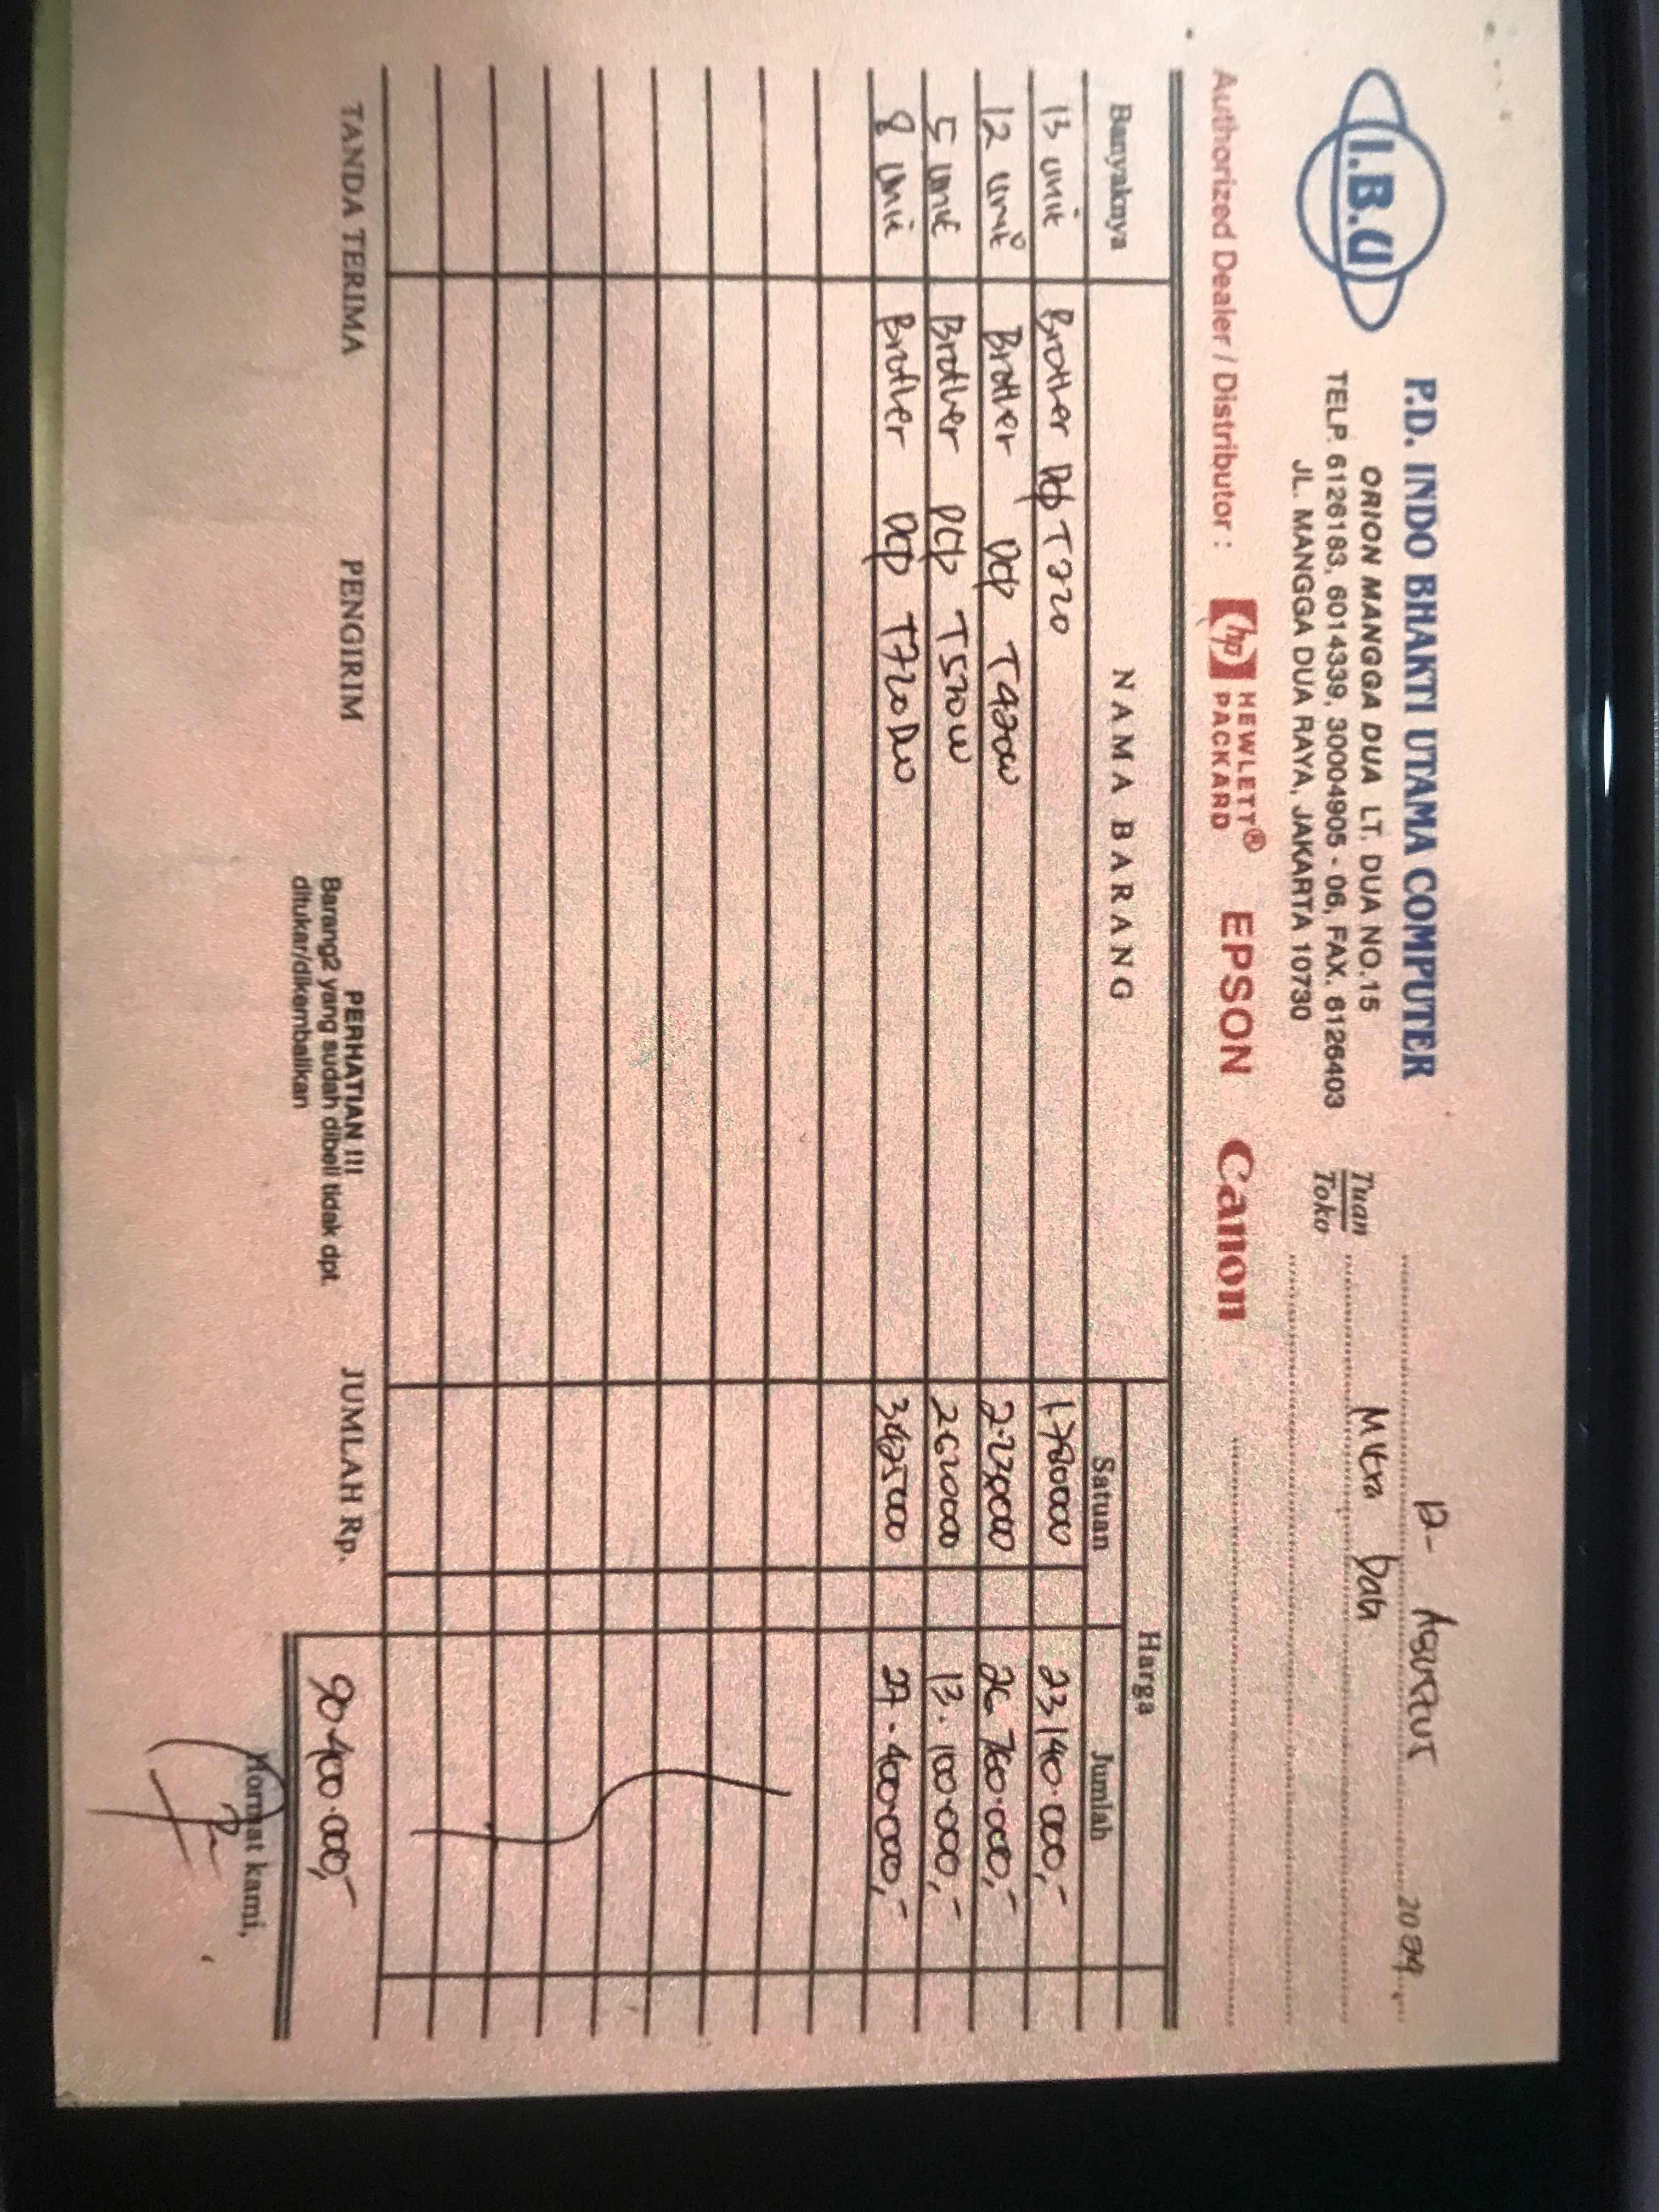 I.B.U
P.D. INDO BHAKTI UTAMA COMPUTER
ORION MANGGA DUA LT. DUA NO.15
TELP. 6126183, 6014339, 30004905 - 06, FAX. 6126403
JL. MANGGA DUA RAYA, JAKARTA 10730
12- AGUSTUS 2024
Tuan
Toko
Mitra Data
Authorized Dealer / Distributor : hp HEWLETT® PACKARD EPSON Canon
Banyaknya NAMA BARANG Harga
Satuan Jumlah
13 unit Brother Dcp T220 1780000 23140.000,-
12 unit Brother Dcp T420W 2.230000 26.760.000,-
5 unit Brother Dcp T520W 2620000 13.100.000,-
8 unit Brother Dcp T720DW 3425000 27.400.000,-
TANDA TERIMA PENGIRIM PERHATIAN !!! JUMLAH Rp. 90.400.000,-
Barang2 yang sudah dibeli tidak dpt.
ditukar/dikembalikan
Hormat kami,